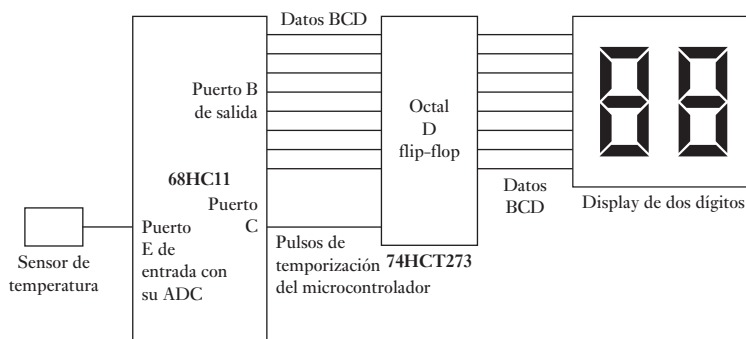 Datos BCD
Puerto B
de salida
Octal
D
flip-flop
68HC11
Puerto
C
Puerto
E de
entrada con
su ADC
Sensor de
temperatura
Pulsos de
temporización
del microcontrolador
74HCT273
Datos
BCD
Display de dos dígitos